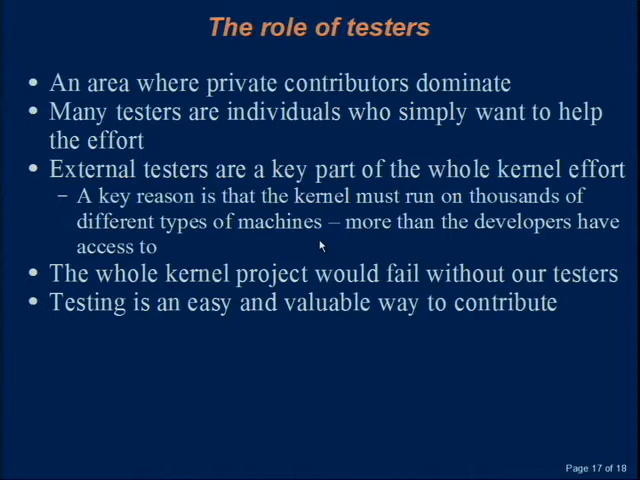 The role of testers
• An area where private contributors dominate
• Many testers are individuals who simply want to help
the effort
• External testers are a key part of the whole kernel effort
– A key reason is that the kernel must run on thousands of
different types of machines – more than the developers have
access to
• The whole kernel project would fail without our testers
• Testing is an easy and valuable way to contribute
Page 17 of 18